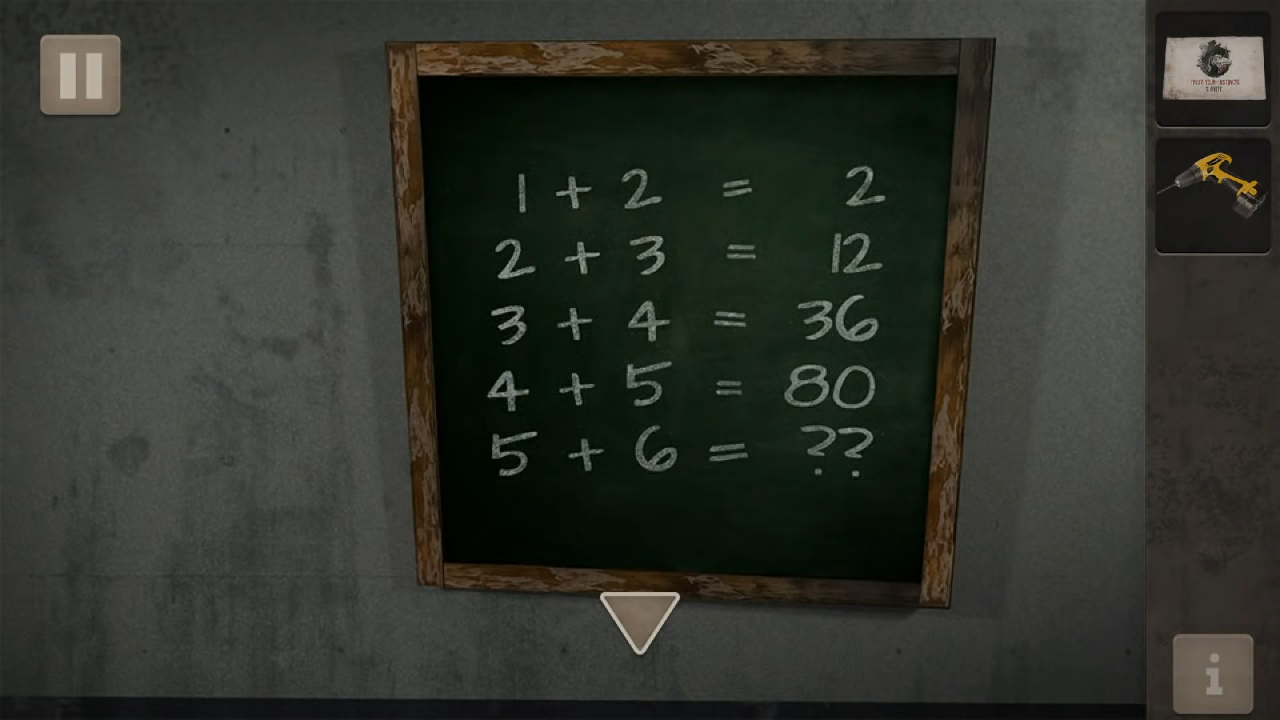 1 + 2 = 2
2 + 3 = 12
3 + 4 = 36
4 + 5 = 80
5 + 6 = ??
i